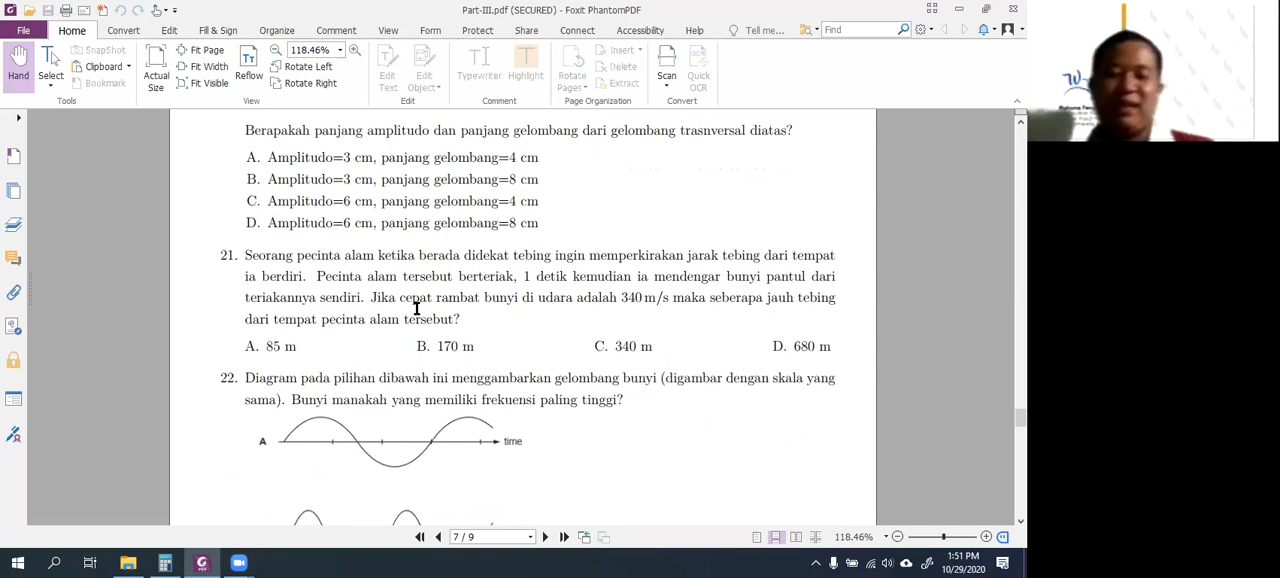 Part-III.pdf (SECURED) - Foxit PhantomPDF
File Home Convert Edit Fill & Sign Organize Comment View Form Protect Share Connect Accessibility Help Tell me... Find
Hand
Select
SnapShot
Clipboard
Bookmark
Tools
Actual Size
Reflow
Fit Page
Fit Width
Fit Visible
118.46%
Rotate Left
Rotate Right
View
Edit Text
Edit Object
Edit
Typewriter
Highlight
Comment
Rotate Pages
Insert
Delete
Extract
Page Organization
Scan
Quick OCR
Convert
Berapakah panjang amplitudo dan panjang gelombang dari gelombang trasnversal diatas?
A. Amplitudo=3 cm, panjang gelombang=4 cm
B. Amplitudo=3 cm, panjang gelombang=8 cm
C. Amplitudo=6 cm, panjang gelombang=4 cm
D. Amplitudo=6 cm, panjang gelombang=8 cm
21. Seorang pecinta alam ketika berada didekat tebing ingin memperkirakan jarak tebing dari tempat
ia berdiri. Pecinta alam tersebut berteriak, 1 detik kemudian ia mendengar bunyi pantul dari
teriakannya sendiri. Jika cepat rambat bunyi di udara adalah 340 m/s maka seberapa jauh tebing
dari tempat pecinta alam tersebut?
A. 85 m B. 170 m C. 340 m D. 680 m
22. Diagram pada pilihan dibawah ini menggambarkan gelombang bunyi (digambar dengan skala yang
sama). Bunyi manakah yang memiliki frekuensi paling tinggi?
A time
7 / 9
118.46%
1:51 PM
10/29/2020